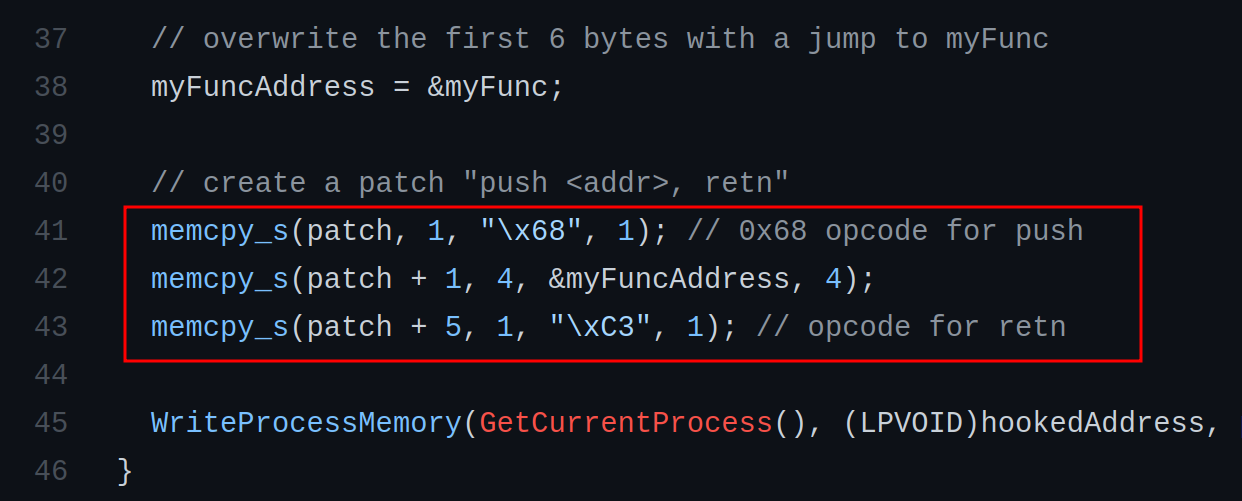 37 // overwrite the first 6 bytes with a jump to myFunc
38 myFuncAddress = &myFunc;
39
40 // create a patch "push <addr>, retn"
41 memcpy_s(patch, 1, "\x68", 1); // 0x68 opcode for push
42 memcpy_s(patch + 1, 4, &myFuncAddress, 4);
43 memcpy_s(patch + 5, 1, "\xC3", 1); // opcode for retn
44
45 WriteProcessMemory(GetCurrentProcess(), (LPVOID)hookedAddress,
46 }